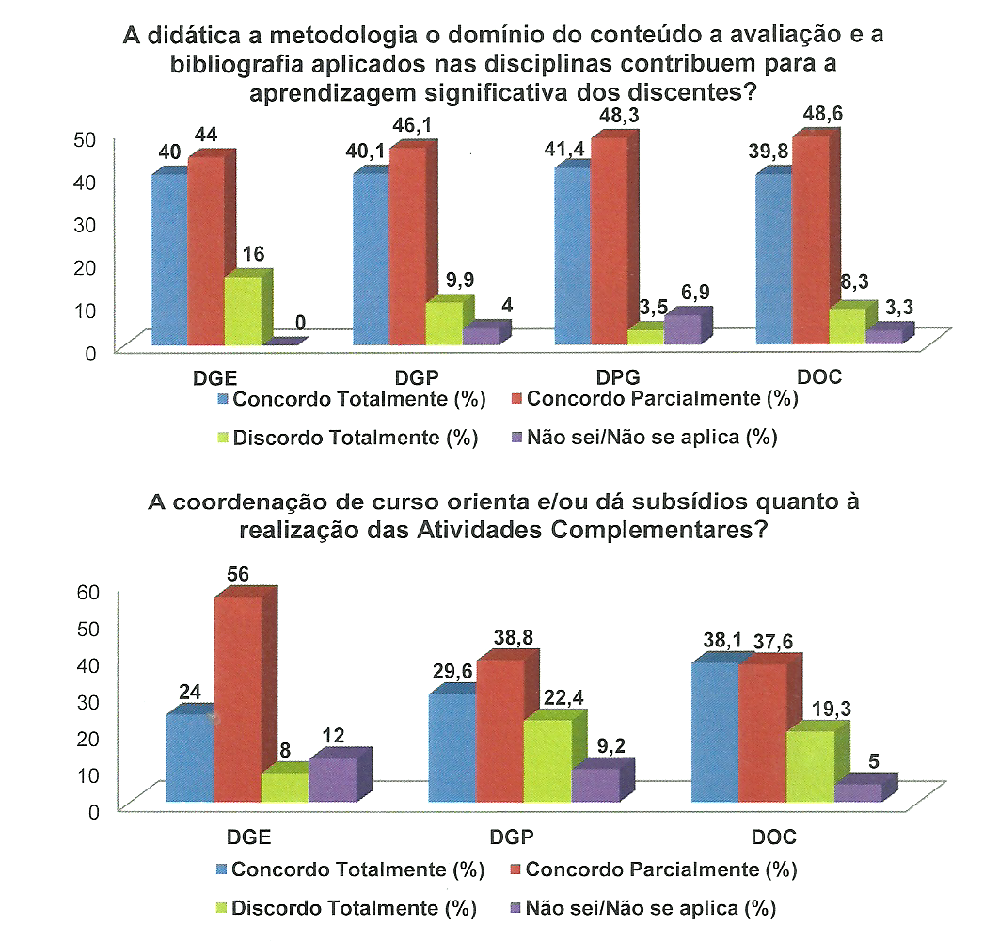 A didática a metodologia o domínio do conteúdo a avaliação e a
bibliografia aplicados nas disciplinas contribuem para a
aprendizagem significativa dos discentes?
50
40
30
20
10
0
40
44
16
0
40,1
46,1
9,9
4
41,4
48,3
3,5
6,9
39,8
48,6
8,3
3,3
DGE
DGP
DPG
DOC
Concordo Totalmente (%)
Concordo Parcialmente (%)
Discordo Totalmente (%)
Não sei/Não se aplica (%)
A coordenação de curso orienta e/ou dá subsídios quanto à
realização das Atividades Complementares?
60
50
40
30
20
10
0
24
56
8
12
29,6
38,8
22,4
9,2
38,1
37,6
19,3
5
DGE
DGP
DOC
Concordo Totalmente (%)
Concordo Parcialmente (%)
Discordo Totalmente (%)
Não sei/Não se aplica (%)